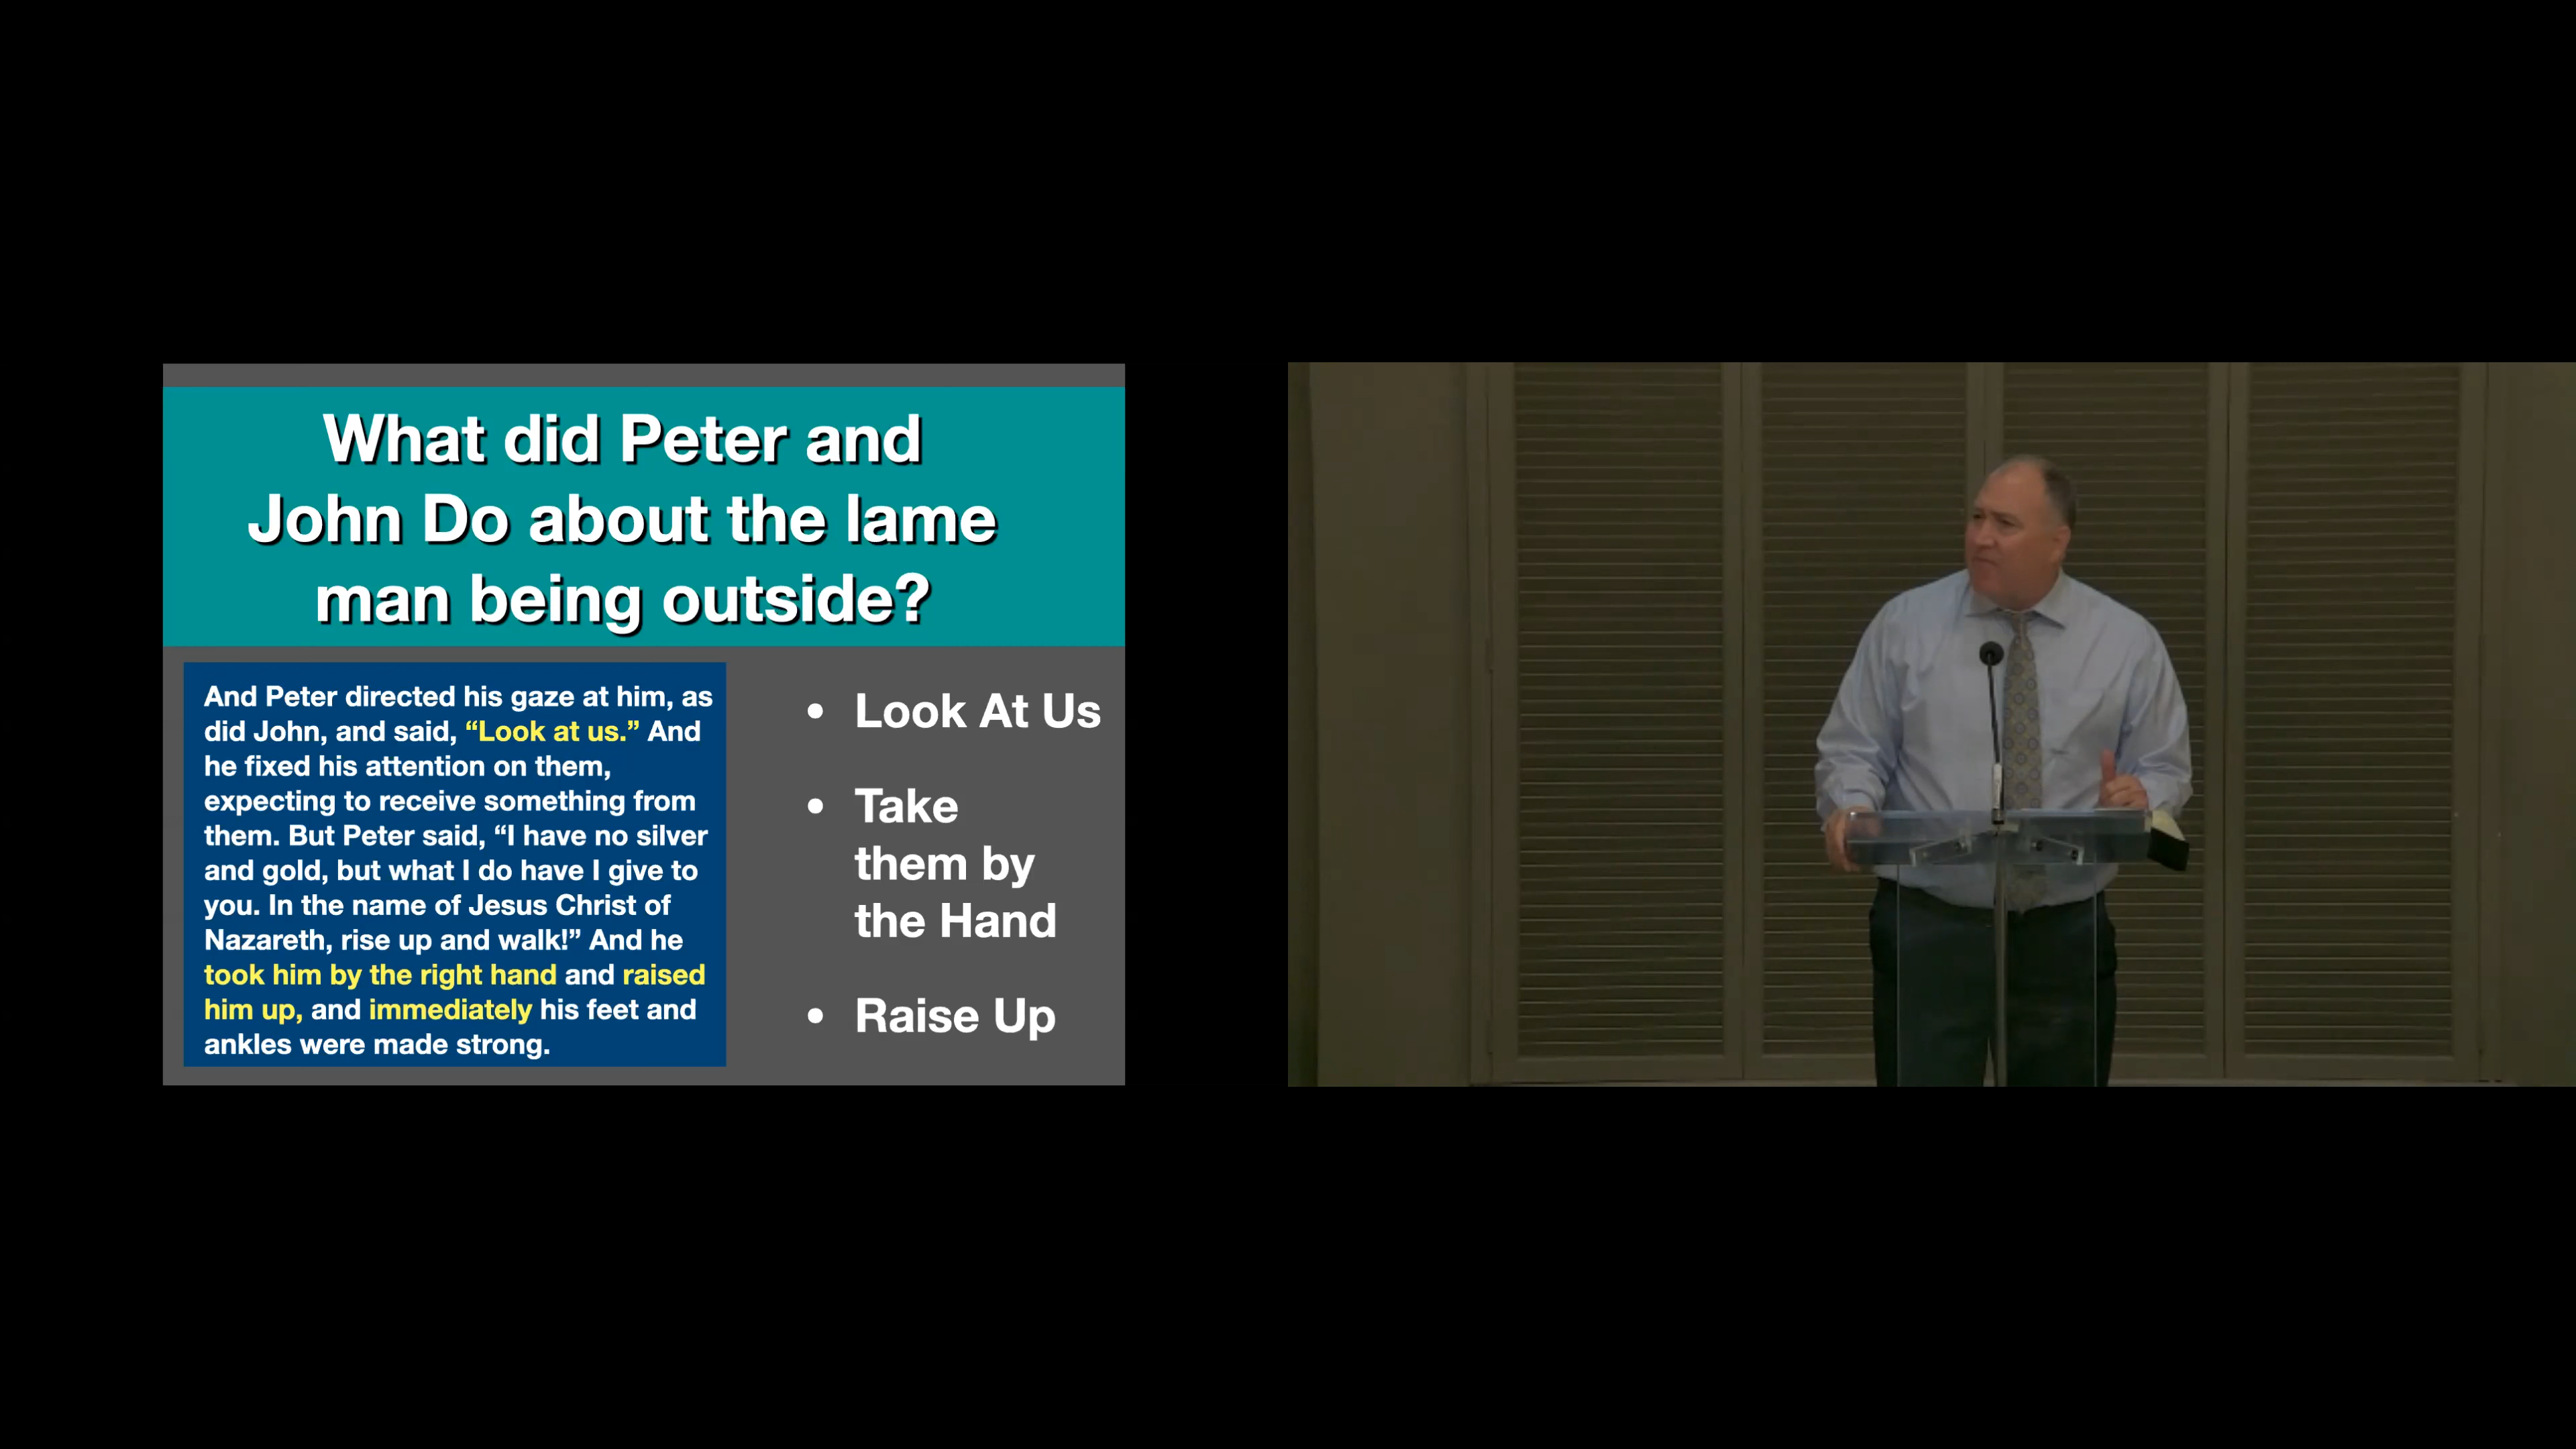 What did Peter and
John Do about the lame
man being outside?
And Peter directed his gaze at him, as
did John, and said, “Look at us.” And
he fixed his attention on them,
expecting to receive something from
them. But Peter said, “I have no silver
and gold, but what I do have I give to
you. In the name of Jesus Christ of
Nazareth, rise up and walk!” And he
took him by the right hand and raised
him up, and immediately his feet and
ankles were made strong.
• Look At Us
• Take
them by
the Hand
• Raise Up